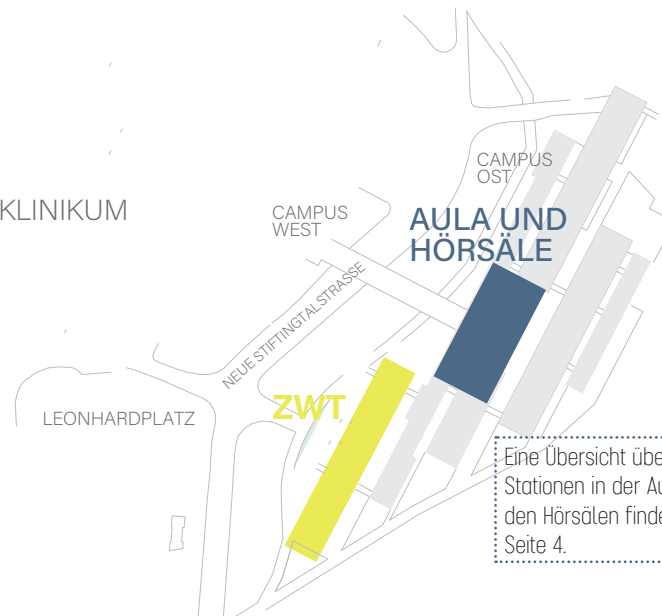 KLINIKUM
CAMPUS
WEST
CAMPUS
OST
AULA UND
HÖRSÄLE
NEUE STIFTINGTALSTRASSE
ZWT
LEONHARDPLATZ
Eine Übersicht übe
Stationen in der Au
den Hörsälen finde
Seite 4.